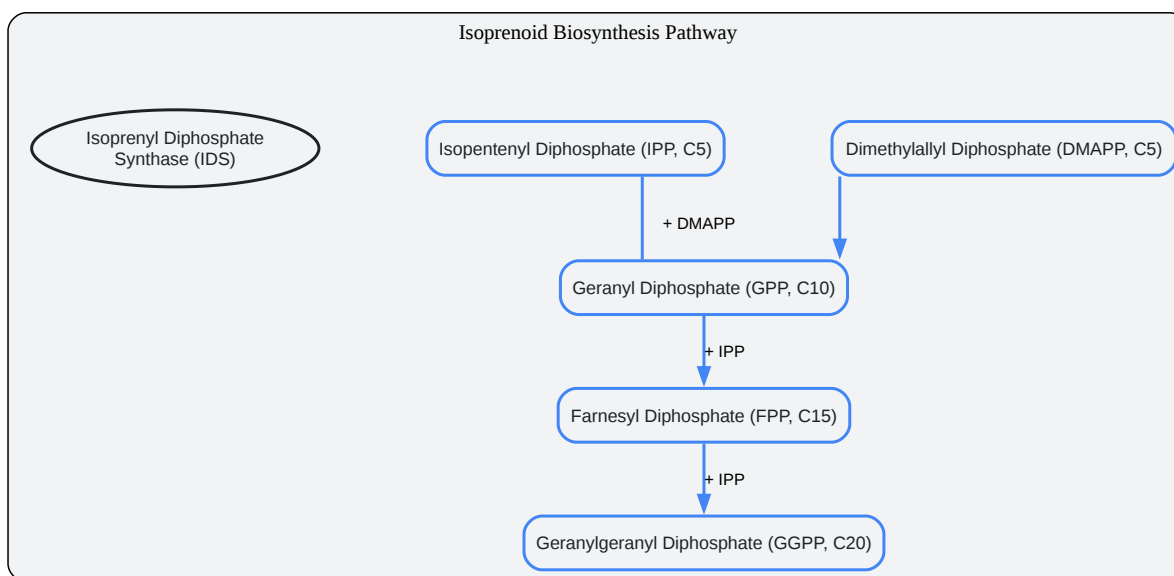 Isoprenoid Biosynthesis Pathway
Isoprenyl Diphosphate
Synthase (IDS)
Isopentenyl Diphosphate (IPP, C5)
Dimethylallyl Diphosphate (DMAPP, C5)
+ DMAPP
Geranyl Diphosphate (GPP, C10)
+ IPP
Farnesyl Diphosphate (FPP, C15)
+ IPP
Geranylgeranyl Diphosphate (GGPP, C20)